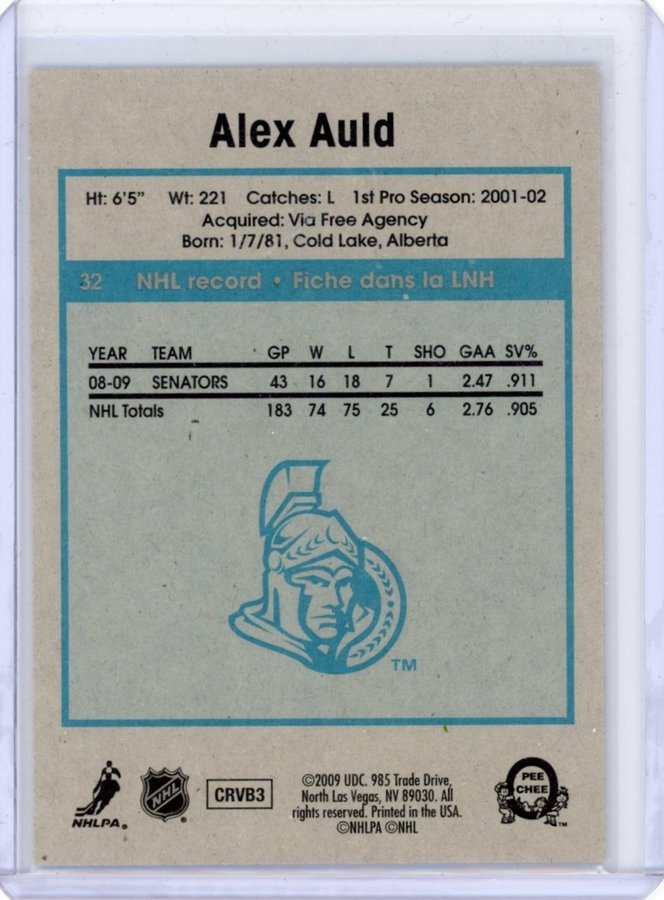 Alex Auld
Ht: 6'5" Wt: 221 Catches: L 1st Pro Season: 2001-02
Acquired: Via Free Agency
Born: 1/7/81, Cold Lake, Alberta
32 NHL record • Fiche dans la LNH
YEAR TEAM GP W L T SHO GAA SV%
08-09 SENATORS 43 16 18 7 1 2.47 .911
NHL Totals 183 74 75 25 6 2.76 .905
TM
NHLPA®
NHL
CRVB3
©2009 UDC. 985 Trade Drive,
North Las Vegas, NV 89030. All
rights reserved. Printed in the USA.
©NHLPA ©NHL
O
PEE
CHEE
TM